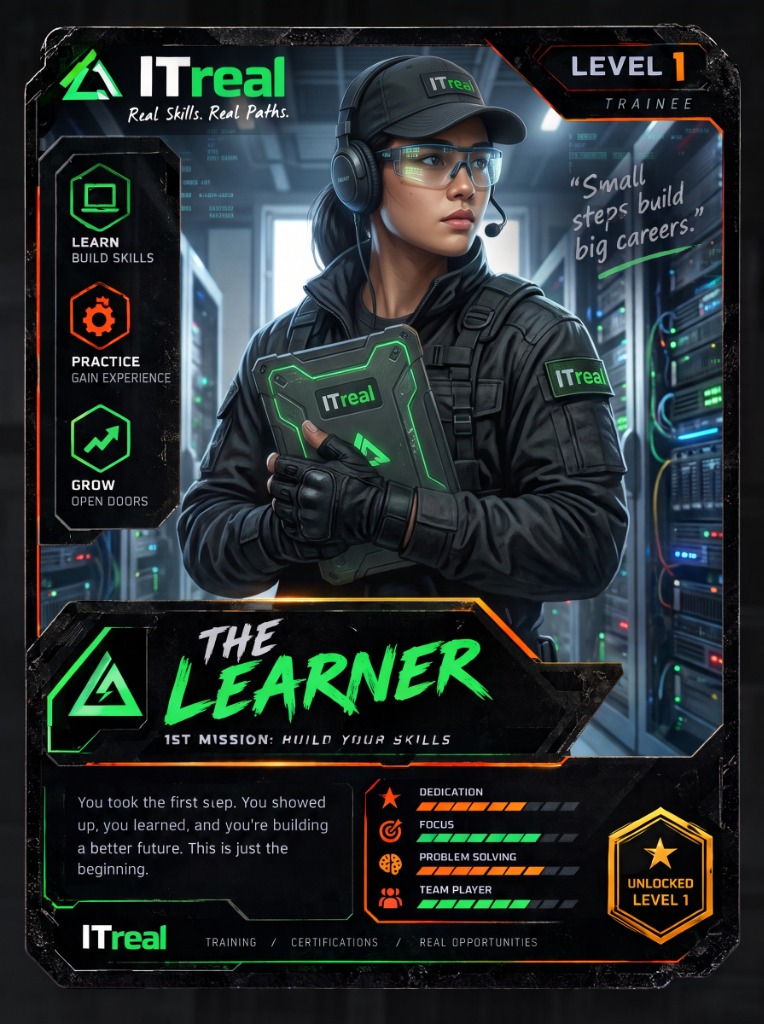 ITreal
Real Skills. Real Paths.
LEVEL 1
TRAINEE
ITreal
"Small
steps build
big careers."
LEARN
BUILD SKILLS
PRACTICE
GAIN EXPERIENCE
GROW
OPEN DOORS
ITreal
ITreal
THE
LEARNER
1ST MISSION: BUILD YOUR SKILLS
You took the first step. You showed
up, you learned, and you're building
a better future. This is just the
beginning.
DEDICATION
FOCUS
PROBLEM SOLVING
TEAM PLAYER
UNLOCKED
LEVEL 1
ITreal
TRAINING / CERTIFICATIONS / REAL OPPORTUNITIES